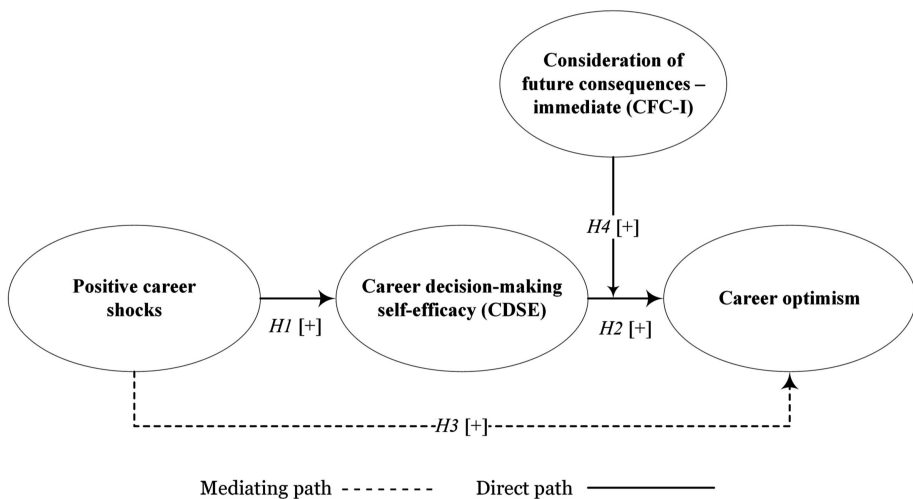 Consideration of
future consequences –
immediate (CFC-I)
H4 [+]
Positive career
shocks
H1 [+]
Career decision-making
self-efficacy (CDSE)
H2 [+]
Career optimism
H3 [+]
Mediating path
Direct path